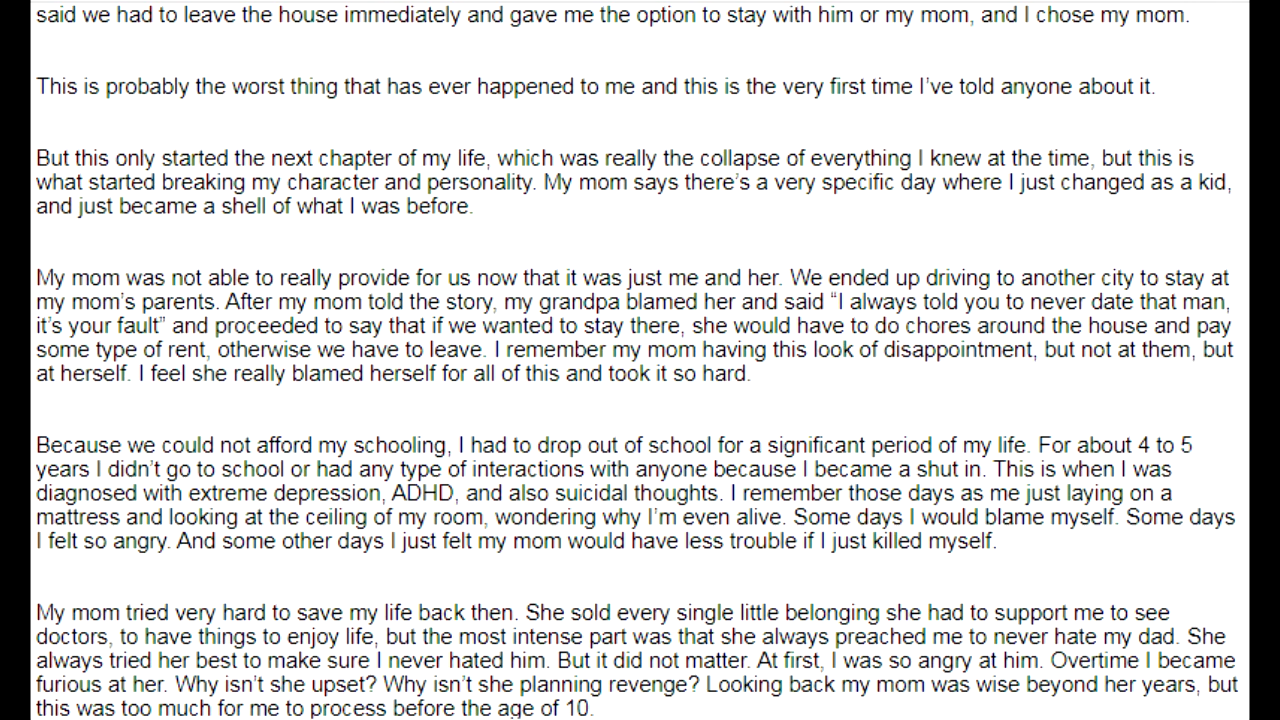 said we had to leave the house immediately and gave me the option to stay with him or my mom, and I chose my mom.
This is probably the worst thing that has ever happened to me and this is the very first time I’ve told anyone about it.
But this only started the next chapter of my life, which was really the collapse of everything I knew at the time, but this is
what started breaking my character and personality. My mom says there’s a very specific day where I just changed as a kid,
and just became a shell of what I was before.
My mom was not able to really provide for us now that it was just me and her. We ended up driving to another city to stay at
my mom’s parents. After my mom told the story, my grandpa blamed her and said “I always told you to never date that man,
it’s your fault” and proceeded to say that if we wanted to stay there, she would have to do chores around the house and pay
some type of rent, otherwise we have to leave. I remember my mom having this look of disappointment, but not at them, but
at herself. I feel she really blamed herself for all of this and took it so hard.
Because we could not afford my schooling, I had to drop out of school for a significant period of my life. For about 4 to 5
years I didn’t go to school or had any type of interactions with anyone because I became a shut in. This is when I was
diagnosed with extreme depression, ADHD, and also suicidal thoughts. I remember those days as me just laying on a
mattress and looking at the ceiling of my room, wondering why I’m even alive. Some days I would blame myself. Some days
I felt so angry. And some other days I just felt my mom would have less trouble if I just killed myself.
My mom tried very hard to save my life back then. She sold every single little belonging she had to support me to see
doctors, to have things to enjoy life, but the most intense part was that she always preached me to never hate my dad. She
always tried her best to make sure I never hated him. But it did not matter. At first, I was so angry at him. Overtime I became
furious at her. Why isn’t she upset? Why isn’t she planning revenge? Looking back my mom was wise beyond her years, but
this was too much for me to process before the age of 10.